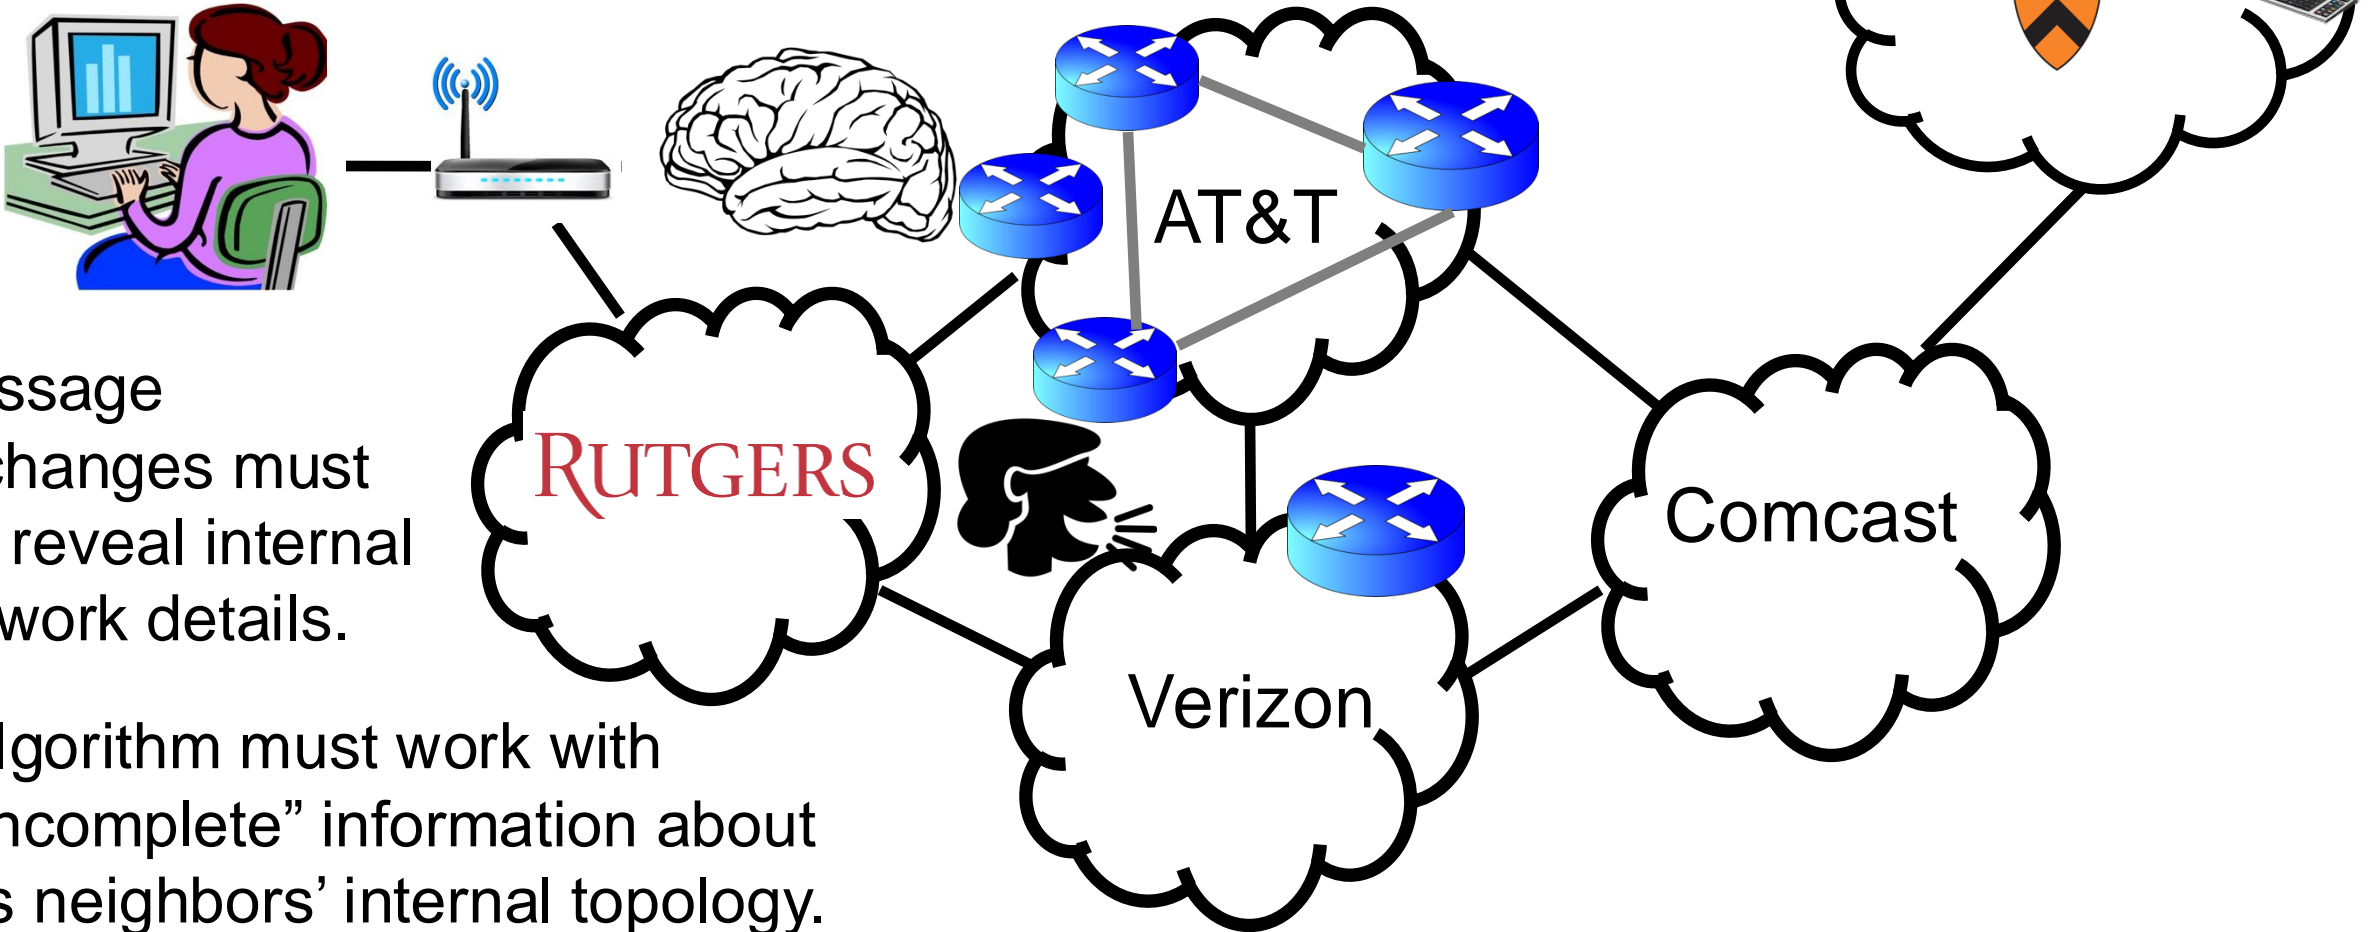 AT&T
ssage
changes must
reveal internal
work details.
RUTGERS
Comcast
Verizon
lgorithm must work with
ncomplete” information about
s neighbors’ internal topology.